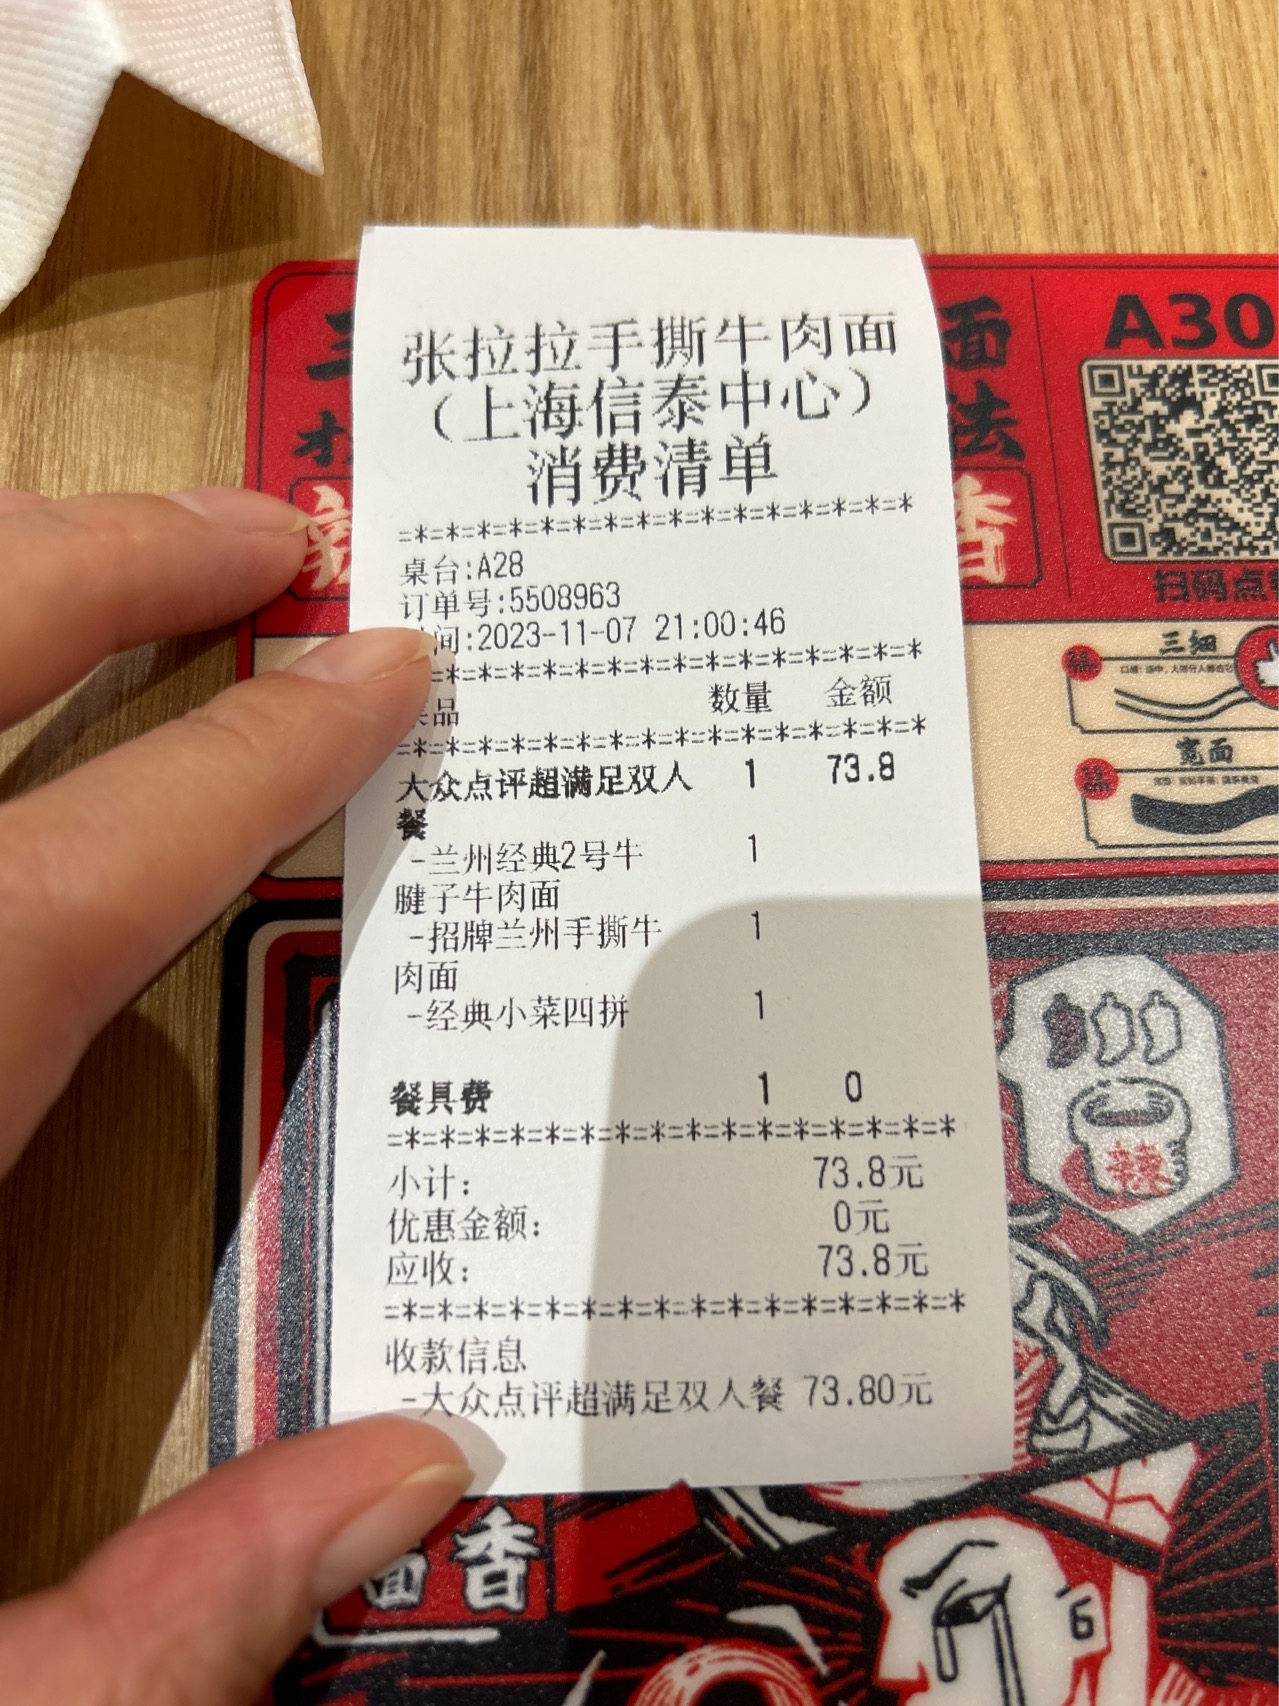 张拉拉手撕牛肉面
（上海信泰中心）
消费清单
=*=*=*=*=*=*=*=*=*=*=*=*=*=*=*=*
桌台:A28
订单号:5508963
间:2023-11-07 21:00:46
=*=*=*=*=*=*=*=*=*=*=*=*=*=*=*
菜品 数量 金额
=*=*=*=*=*=*=*=*=*=*=*=*=*=*=*=*
大众点评超满足双人 1 73.8
餐
-兰州经典2号牛 1
腱子牛肉面
-招牌兰州手撕牛 1
肉面
-经典小菜四拼 1
餐具费 1 0
=*=*=*=*=*=*=*=*=*=*=*=*=*=*=*=*
小计: 73.8元
优惠金额: 0元
应收: 73.8元
=*=*=*=*=*=*=*=*=*=*=*=*=*=*=*=*
收款信息
-大众点评超满足双人餐 73.80元
三 面
法
香
A30
扫码点
三细
宽面
辣
面香